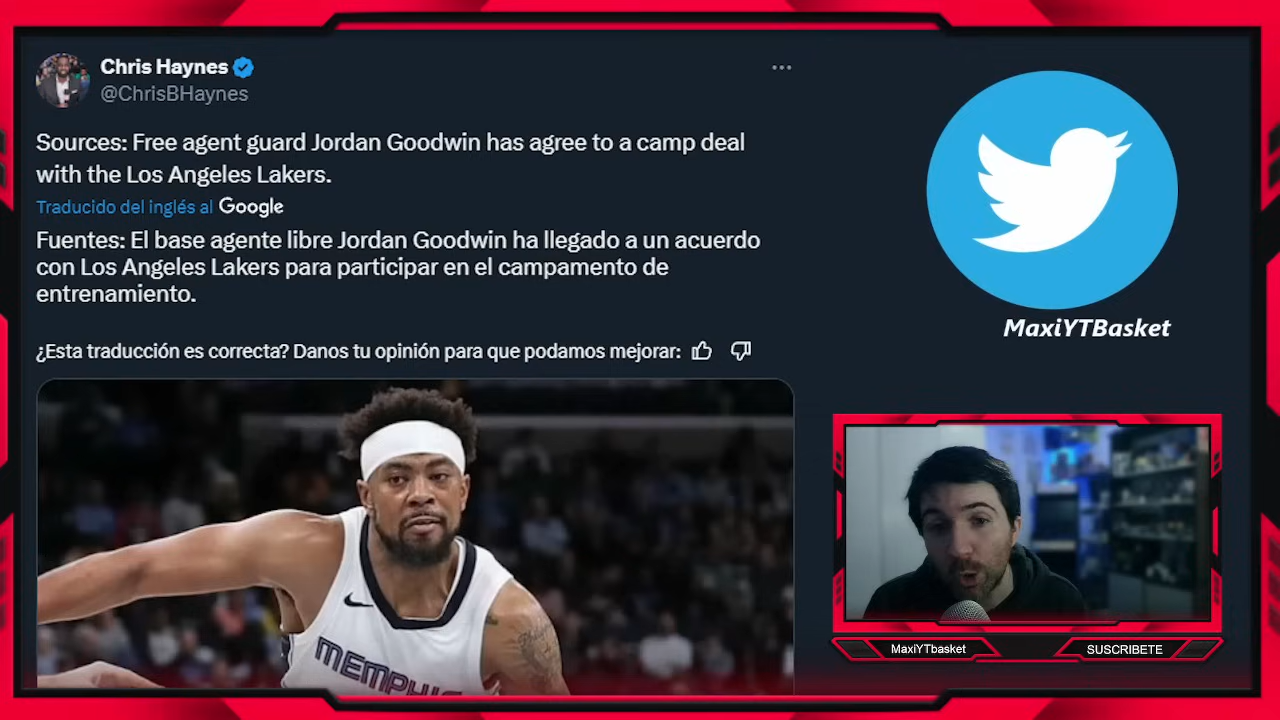 Chris Haynes
@ChrisBHaynes
Sources: Free agent guard Jordan Goodwin has agree to a camp deal
with the Los Angeles Lakers.
Traducido del inglés al Google
Fuentes: El base agente libre Jordan Goodwin ha llegado a un acuerdo
con Los Angeles Lakers para participar en el campamento de
entrenamiento.
¿Esta traducción es correcta? Danos tu opinión para que podamos mejorar:
MEMPHIS
MaxiYTBasket
MaxiYTbasket
SUSCRIBETE